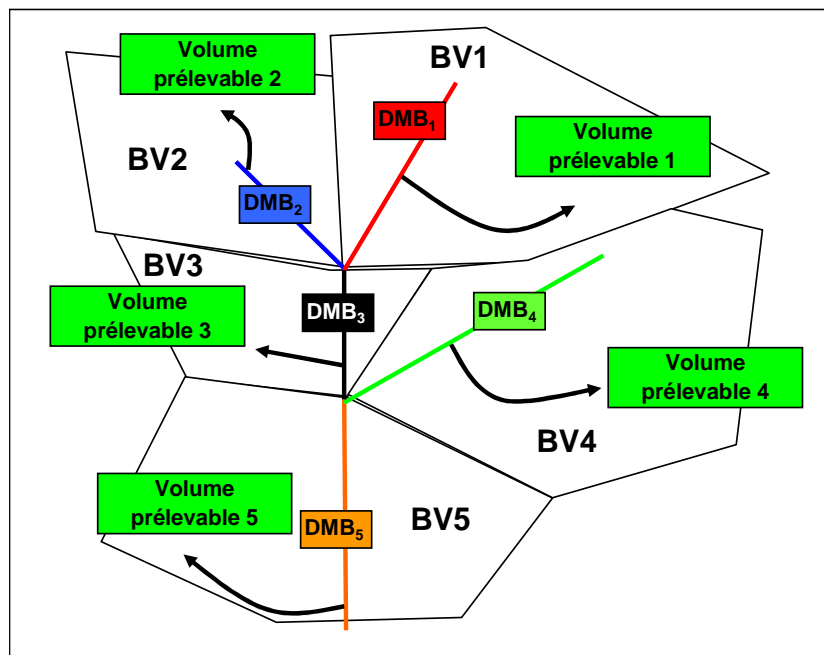 Volume
prélevable 2
BV1
DMB1
Volume
prélevable 1
BV2
DMB2
BV3
Volume
prélevable 3
DMB3
DMB4
Volume
prélevable 4
BV4
Volume
prélevable 5
DMB5
BV5